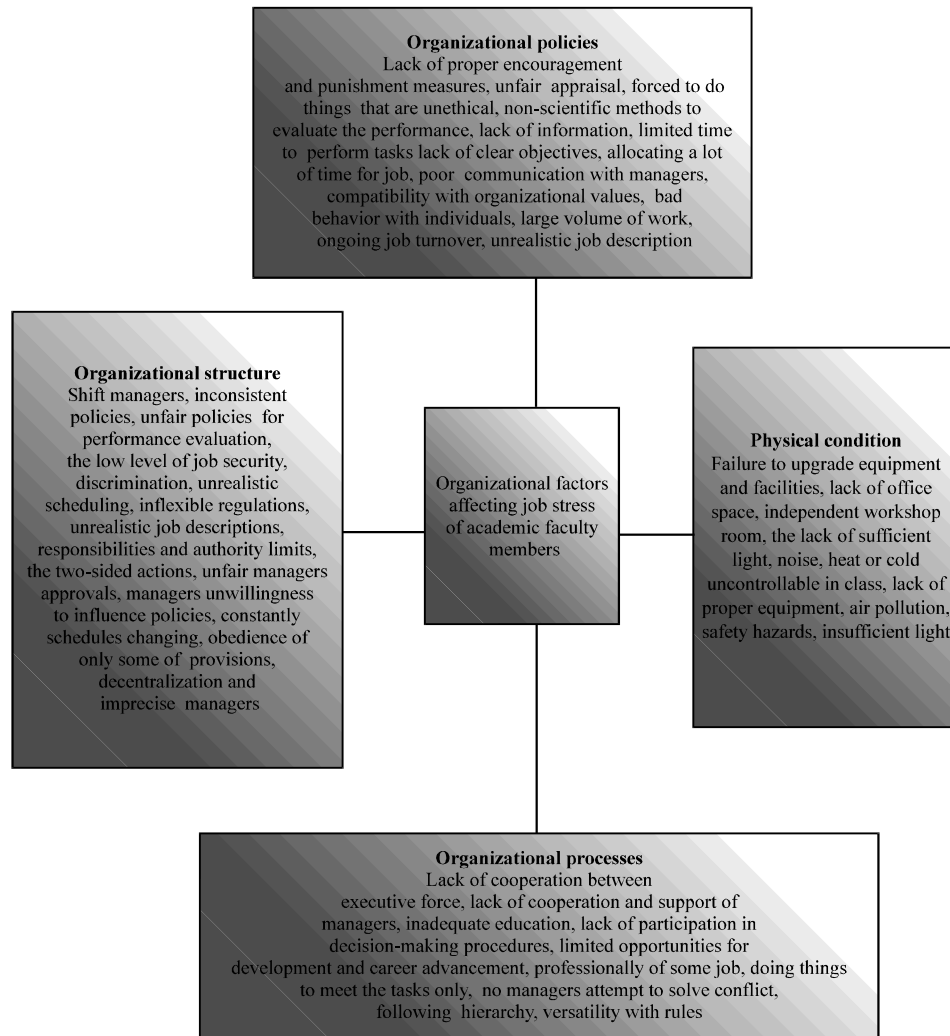 Organizational policies
Lack of proper encouragement
and punishment measures, unfair appraisal, forced to do
things that are unethical, non-scientific methods to
evaluate the performance, lack of information, limited time
to perform tasks lack of clear objectives, allocating a lot
of time for job, poor communication with managers,
compatibility with organizational values, bad
behavior with individuals, large volume of work,
ongoing job turnover, unrealistic job description
Organizational structure
Shift managers, inconsistent
policies, unfair policies for
performance evaluation,
the low level of job security,
discrimination, unrealistic
scheduling, inflexible regulations,
unrealistic job descriptions,
responsibilities and authority limits,
the two-sided actions, unfair managers
approvals, managers unwillingness
to influence policies, constantly
schedules changing, obedience of
only some of provisions,
decentralization and
imprecise managers
Organizational factors
affecting job stress
of academic faculty
members
Physical condition
Failure to upgrade equipment
and facilities, lack of office
space, independent workshop
room, the lack of sufficient
light, noise, heat or cold
uncontrollable in class, lack of
proper equipment, air pollution,
safety hazards, insufficient light
Organizational processes
Lack of cooperation between
executive force, lack of cooperation and support of
managers, inadequate education, lack of participation in
decision-making procedures, limited opportunities for
development and career advancement, professionally of some job, doing things
to meet the tasks only, no managers attempt to solve conflict,
following hierarchy, versatility with rules